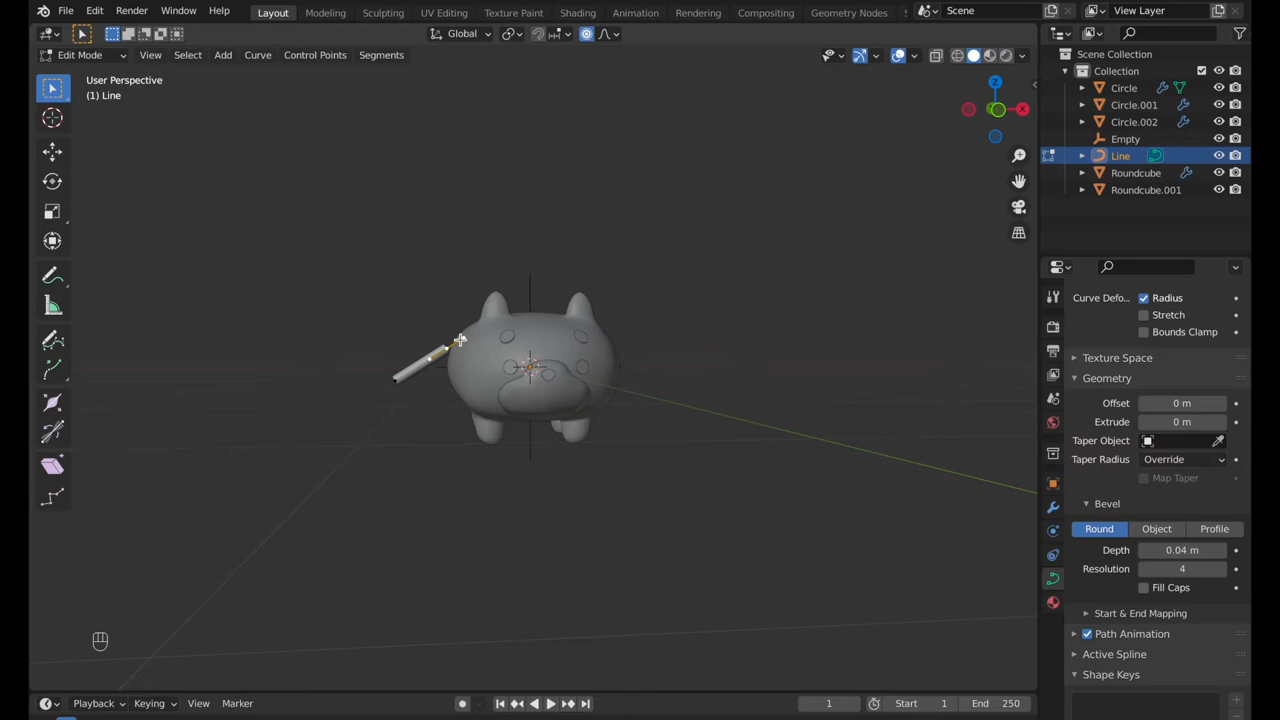 File Edit Render Window Help Layout Modeling Sculpting UV Editing Texture Paint Shading Animation Rendering Compositing Geometry Nodes Scene View Layer
Global
Edit Mode View Select Add Curve Control Points Segments
User Perspective
(1) Line
Z
X
Scene Collection
Collection
Circle
Circle.001
Circle.002
Empty
Line
Roundcube
Roundcube.001
Curve Defo... Radius
Stretch
Bounds Clamp
Texture Space
Geometry
Offset 0 m
Extrude 0 m
Taper Object
Taper Radius Override
Map Taper
Bevel
Round Object Profile
Depth 0.04 m
Resolution 4
Fill Caps
Start & End Mapping
Path Animation
Active Spline
Shape Keys
Playback Keying View Marker 1 Start 1 End 250